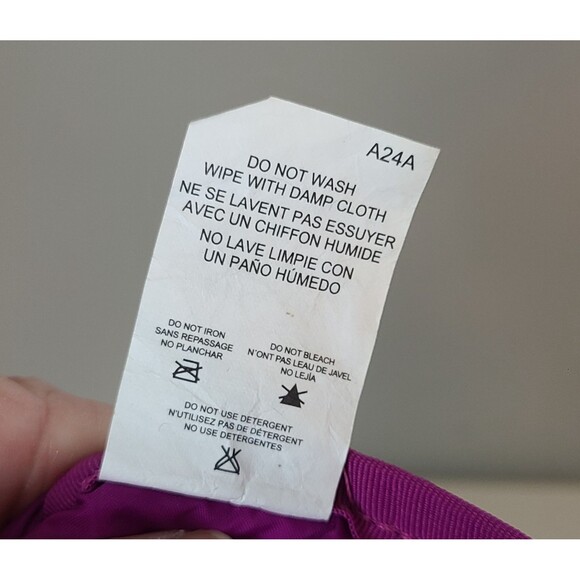 A24A
DO NOT WASH
WIPE WITH DAMP CLOTH
NE SE LAVENT PAS ESSUYER
AVEC UN CHIFFON HUMIDE
NO LAVE LIMPIE CON
UN PAÑO HÚMEDO
DO NOT IRON
SANS REPASSAGE
NO PLANCHAR
DO NOT BLEACH
N'ONT PAS LEAU DE JAVEL
NO LEJÍA
DO NOT USE DETERGENT
N'UTILISEZ PAS DE DÉTERGENT
NO USE DETERGENTES